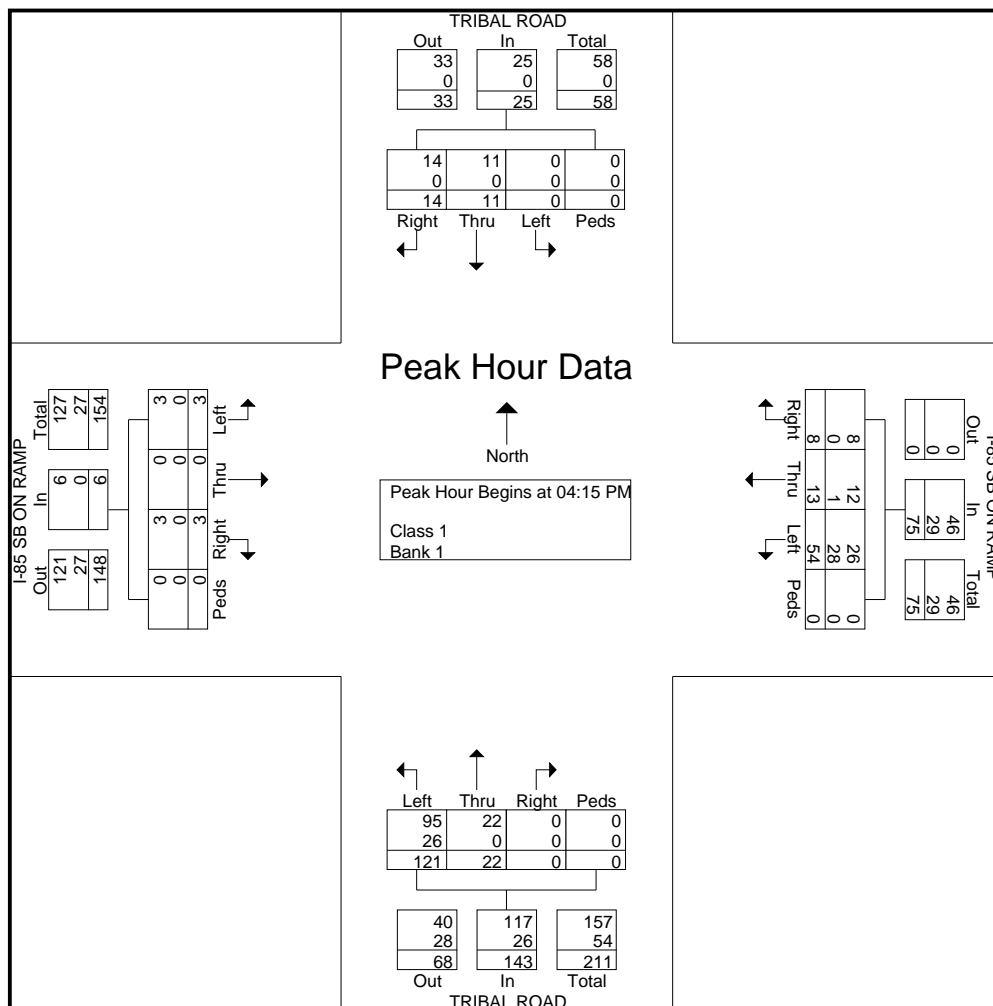 TRIBAL ROAD
Out In Total
33 25 58
0 0 0
33 25 58
14 11 0 0
0 0 0 0
14 11 0 0
Right Thru Left Peds
Peak Hour Data
North
Peak Hour Begins at 04:15 PM
Class 1
Bank 1
I-85 SB ON RAMP
Total In Out
127 6 121
27 0 27
154 6 148
3 0 3 0
0 0 0 0
3 0 3 0
Left Thru Right Peds
I-85 SB ON RAMP
Out In Total
0 46 46
0 29 29
0 75 75
8 12 26 0
0 1 28 0
8 13 54 0
Right Thru Left Peds
Left Thru Right Peds
95 22 0 0
26 0 0 0
121 22 0 0
40 117 157
28 26 54
68 143 211
Out In Total
TRIBAL ROAD